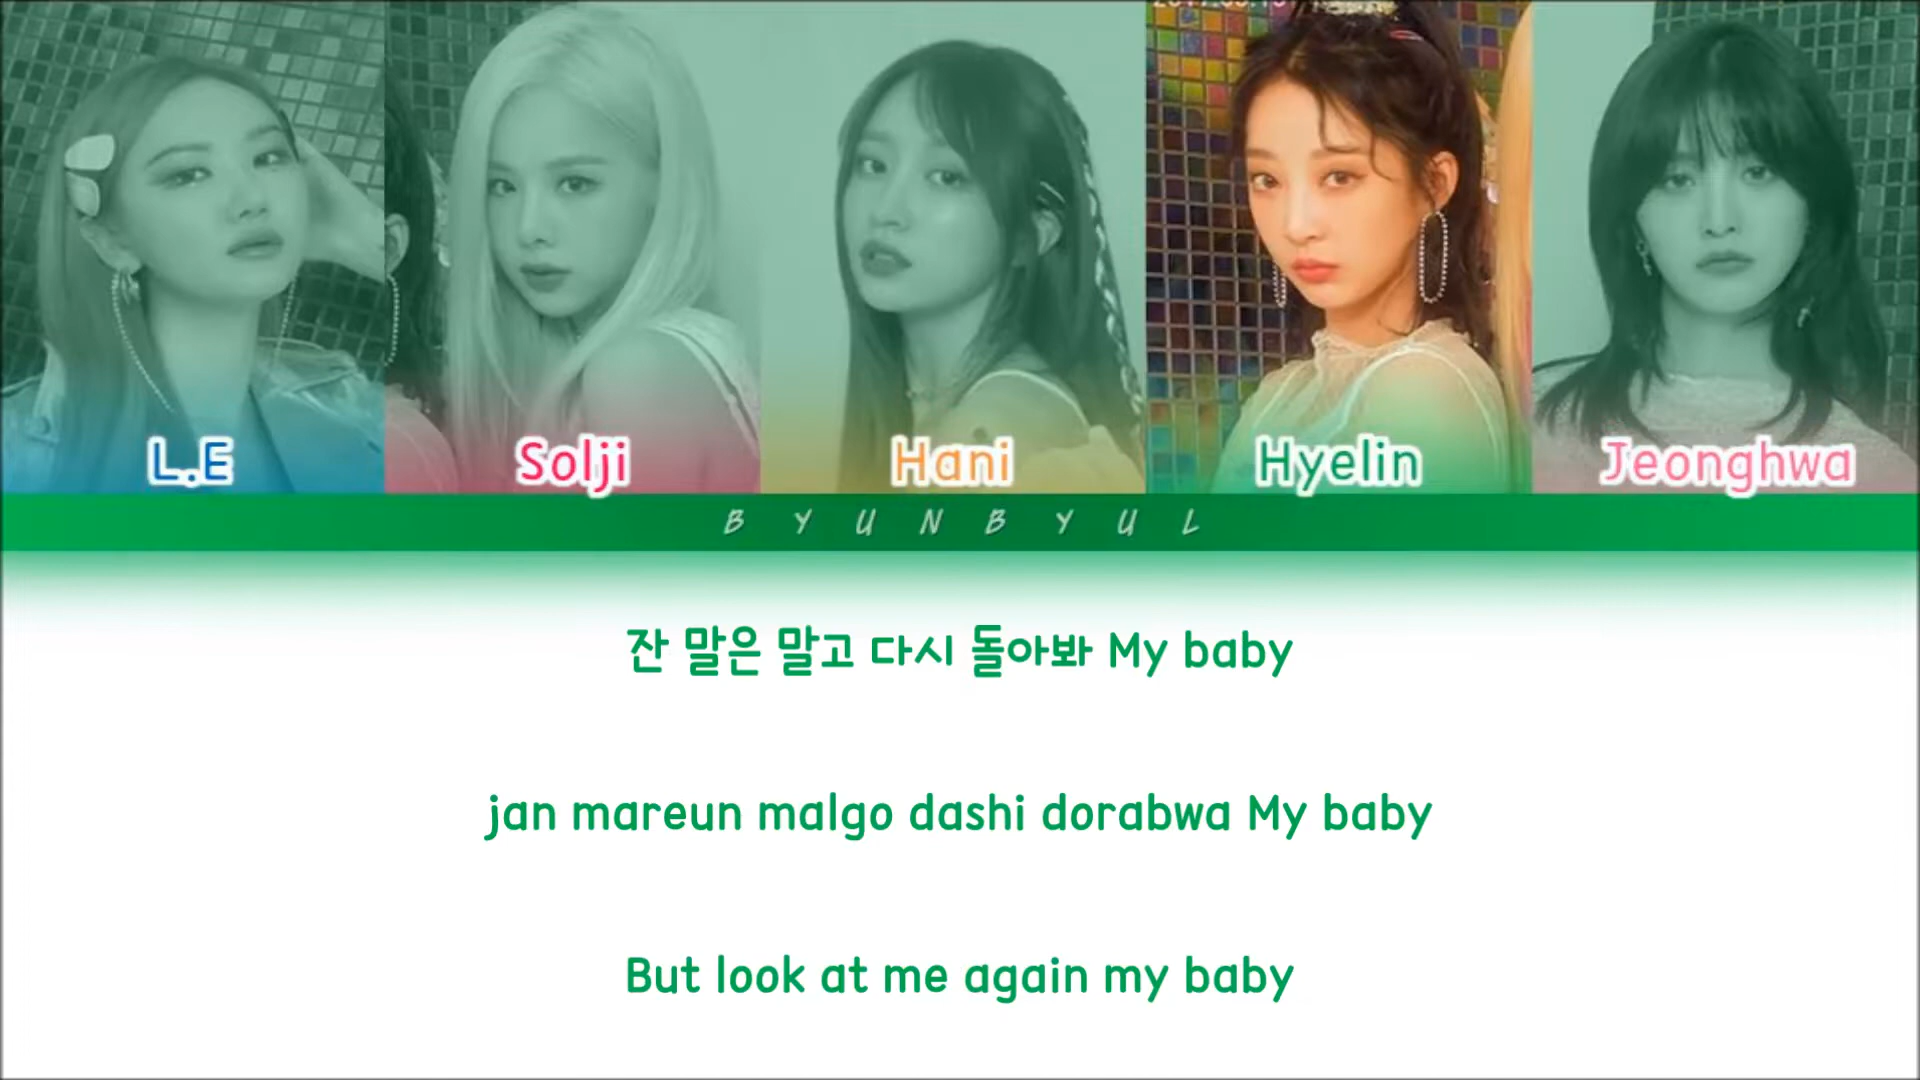 L.E
Solji
Hani
Hyelin
Jeonghwa
BYUNBYUL
잔 말은 말고 다시 돌아봐 My baby
jan mareun malgo dashi dorabwa My baby
But look at me again my baby